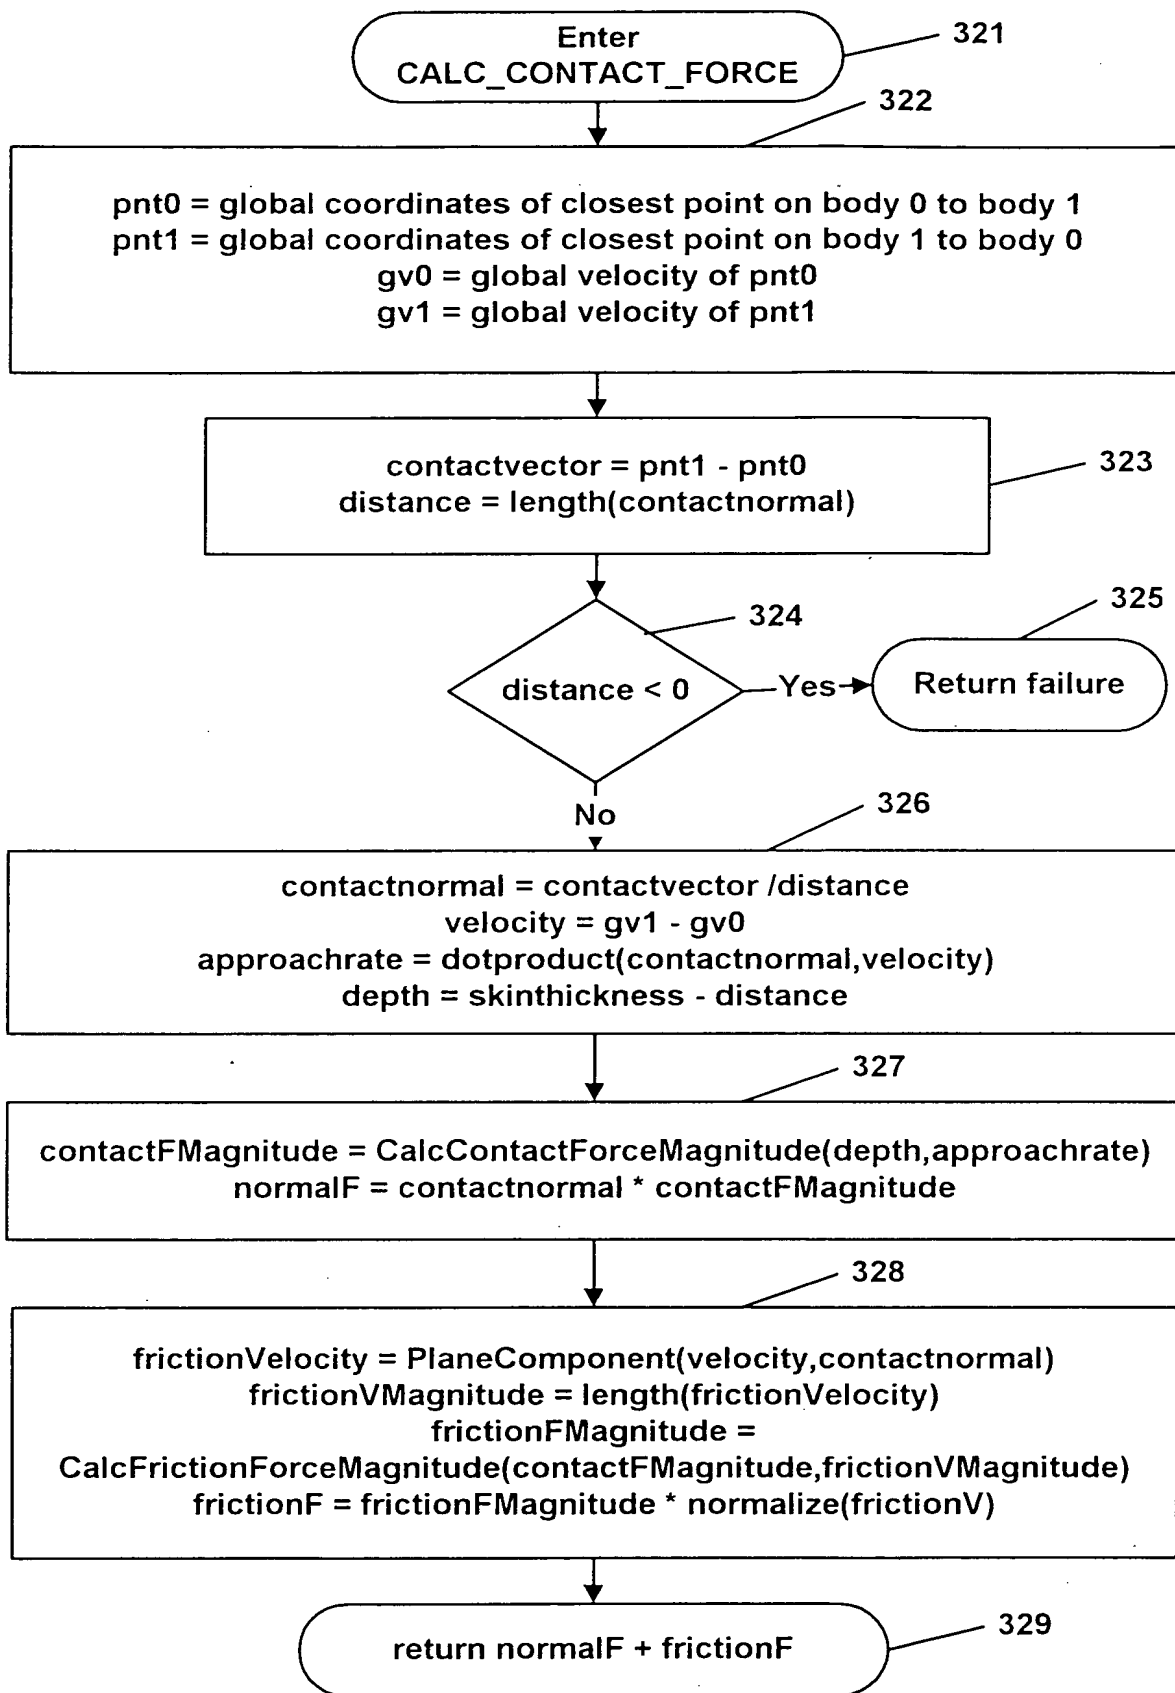 Enter
CALC_CONTACT_FORCE
321
322
pnt0 = global coordinates of closest point on body 0 to body 1
pnt1 = global coordinates of closest point on body 1 to body 0
gv0 = global velocity of pnt0
gv1 = global velocity of pnt1
contactvector = pnt1 - pnt0
distance = length(contactnormal)
323
324
distance < 0
Yes
325
Return failure
No
326
contactnormal = contactvector /distance
velocity = gv1 - gv0
approachrate = dotproduct(contactnormal,velocity)
depth = skinthickness - distance
327
contactFMagnitude = CalcContactForceMagnitude(depth,approachrate)
normalF = contactnormal * contactFMagnitude
328
frictionVelocity = PlaneComponent(velocity,contactnormal)
frictionVMagnitude = length(frictionVelocity)
frictionFMagnitude =
CalcFrictionForceMagnitude(contactFMagnitude,frictionVMagnitude)
frictionF = frictionFMagnitude * normalize(frictionV)
return normalF + frictionF
329